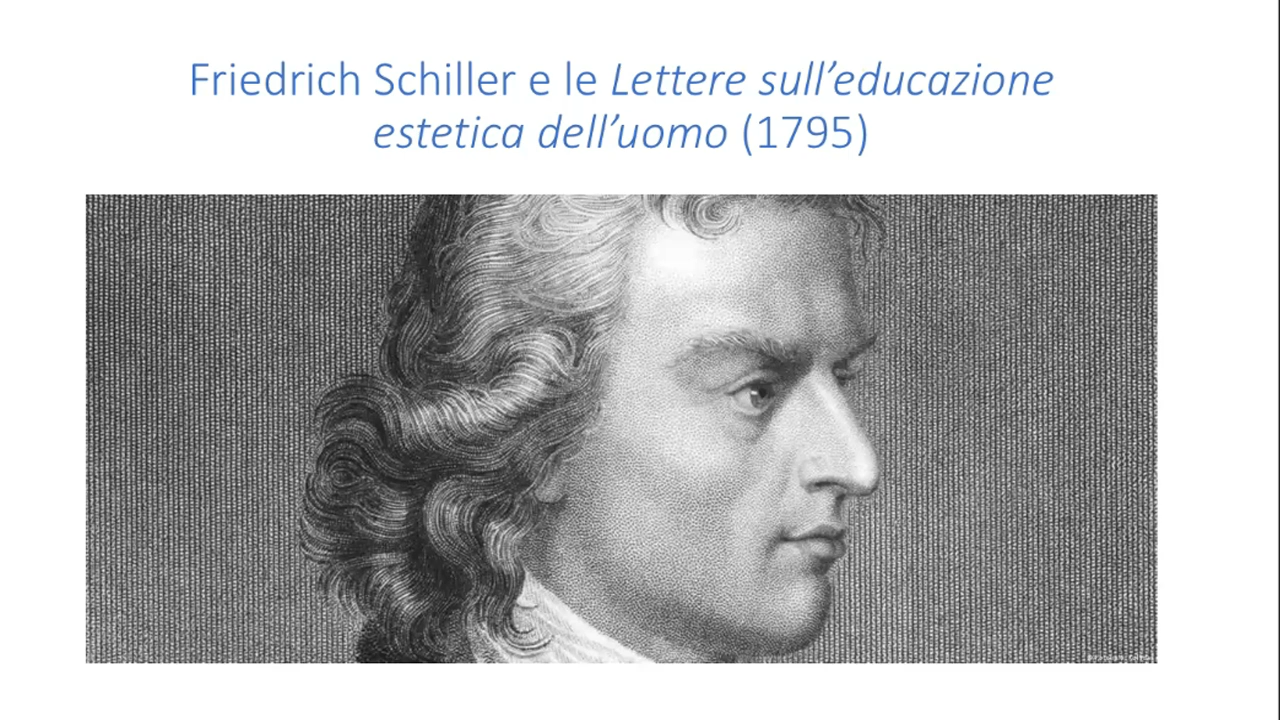 Friedrich Schiller e le Lettere sull’educazione
estetica dell’uomo (1795)